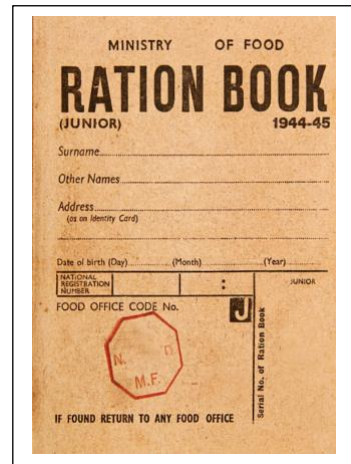 MINISTRY OF FOOD
RATION BOOK
(JUNIOR) 1944-45
Surname
Other Names
Address
(as on Identity Card)
Date of birth (Day) (Month) (Year)
NATIONAL
REGISTRATION
NUMBER
:
JUNIOR
FOOD OFFICE CODE No.
J
N. D
M.F.
Serial No. of Ration Book
IF FOUND RETURN TO ANY FOOD OFFICE